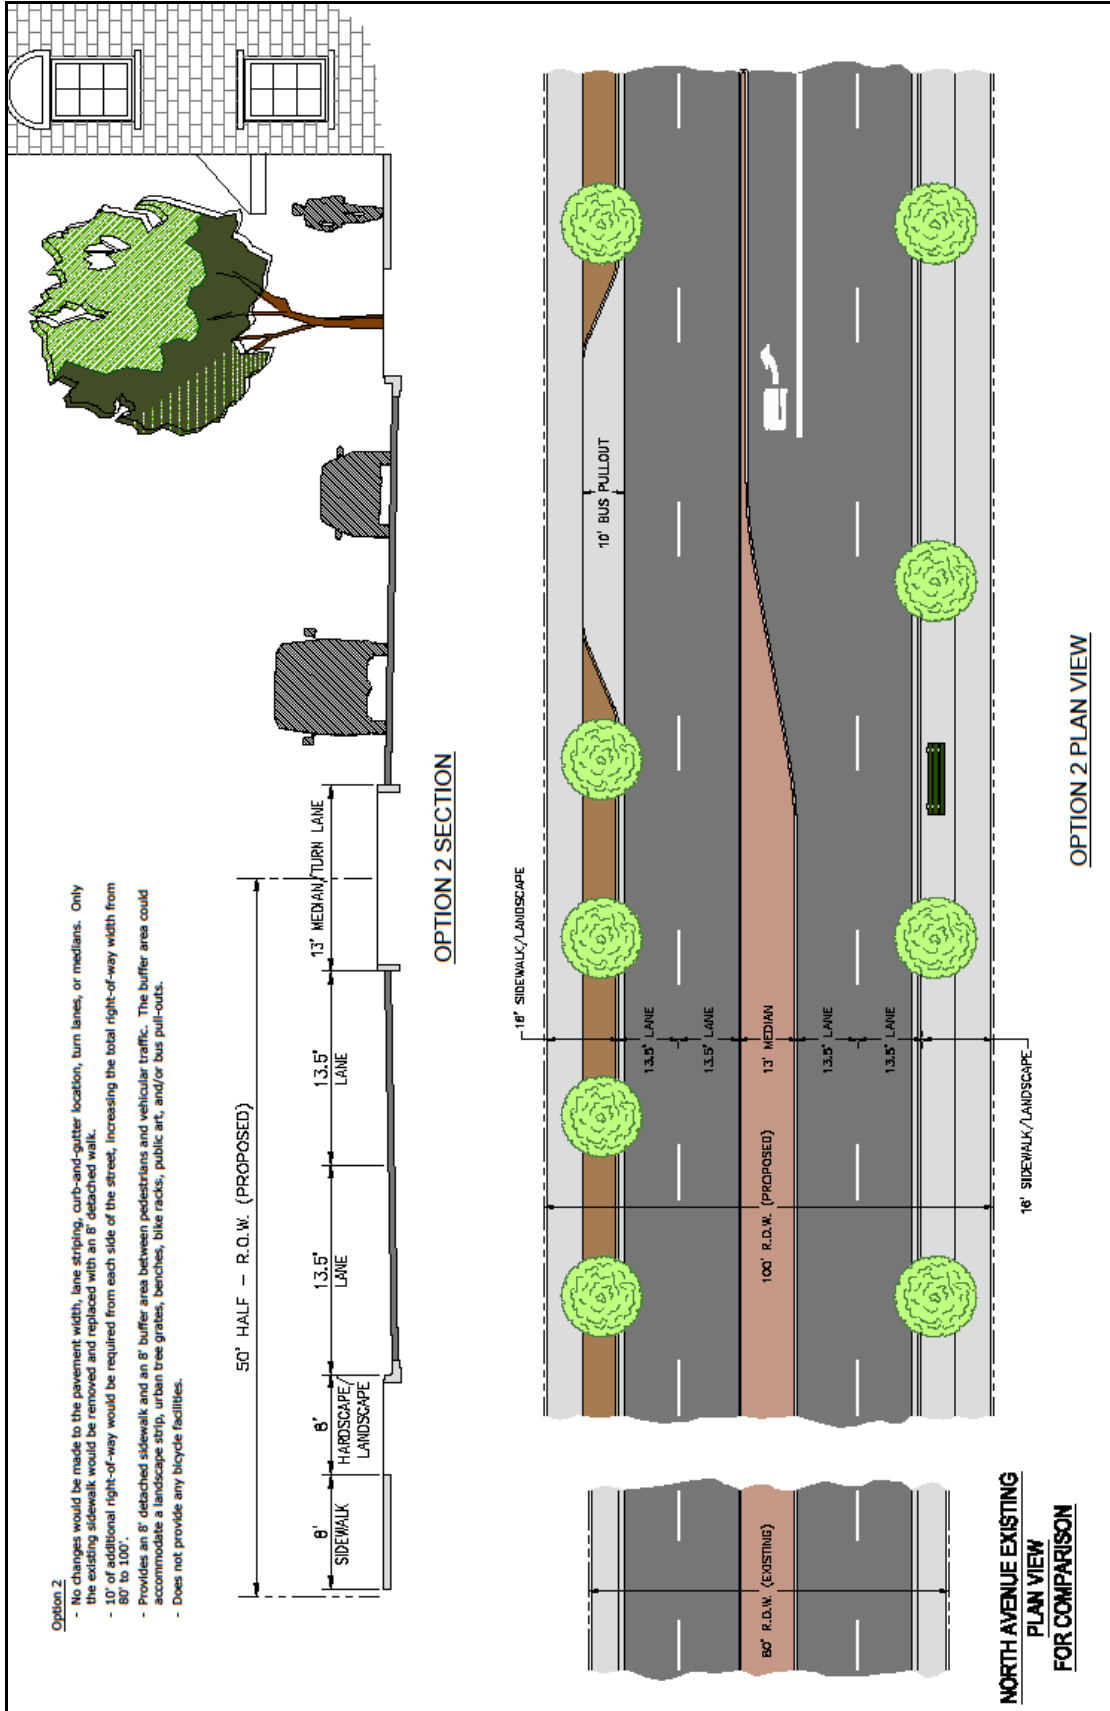 Option 2
- No changes would be made to the pavement width, lane striping, curb-and-gutter location, turn lanes, or medians. Only
the existing sidewalk would be removed and replaced with an 8' detached walk.
- 10' of additional right-of-way would be required from each side of the street, increasing the total right-of-way width from
80' to 100'.
- Provides an 8' detached sidewalk and an 8' buffer area between pedestrians and vehicular traffic. The buffer area could
accommodate a landscape strip, urban tree grates, benches, bike racks, public art, and/or bus pull-outs.
- Does not provide any bicycle facilities.
50' HALF - R.O.W. (PROPOSED)
8'
SIDEWALK
8'
HARDSCAPE/
LANDSCAPE
13.5'
LANE
13.5'
LANE
13' MEDIAN/TURN LANE
OPTION 2 SECTION
16' SIDEWALK/LANDSCAPE
10' BUS PULLOUT
13.5' LANE
13.5' LANE
13' MEDIAN
13.5' LANE
13.5' LANE
100' R.O.W. (PROPOSED)
16' SIDEWALK/LANDSCAPE
OPTION 2 PLAN VIEW
80' R.O.W. (EXISTING)
NORTH AVENUE EXISTING
PLAN VIEW
FOR COMPARISON